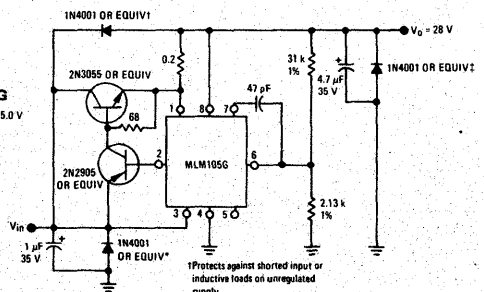 1N4001 OR EQUIV†
V₀ = 28 V
0.2
31 k
1%
4.7 µF
35 V
1N4001 OR EQUIV‡
2N3055 OR EQUIV
47 pF
G
5.0 V
68
1
8
7
2
MLM105G
6
2N2905
OR EQUIV
2.13 k
1%
3
4
5
Vin
1 µF
35 V
1N4001
OR EQUIV*
†Protects against shorted input or
inductive loads on unregulated
supply.